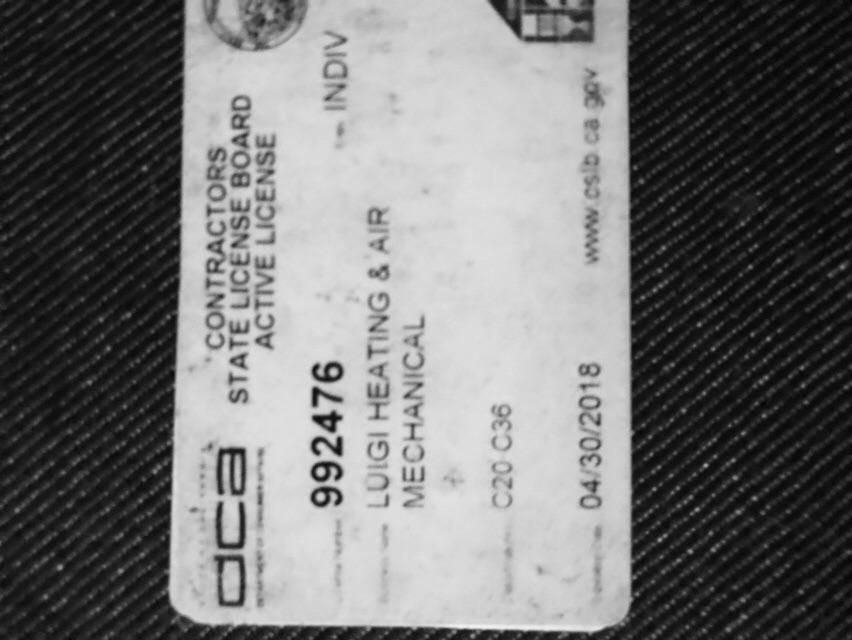 dca
CONTRACTORS
STATE LICENSE BOARD
ACTIVE LICENSE
992476
INDIV
LUIGI HEATING & AIR
MECHANICAL
C20 C36
04/30/2018
www.cslb.ca.gov